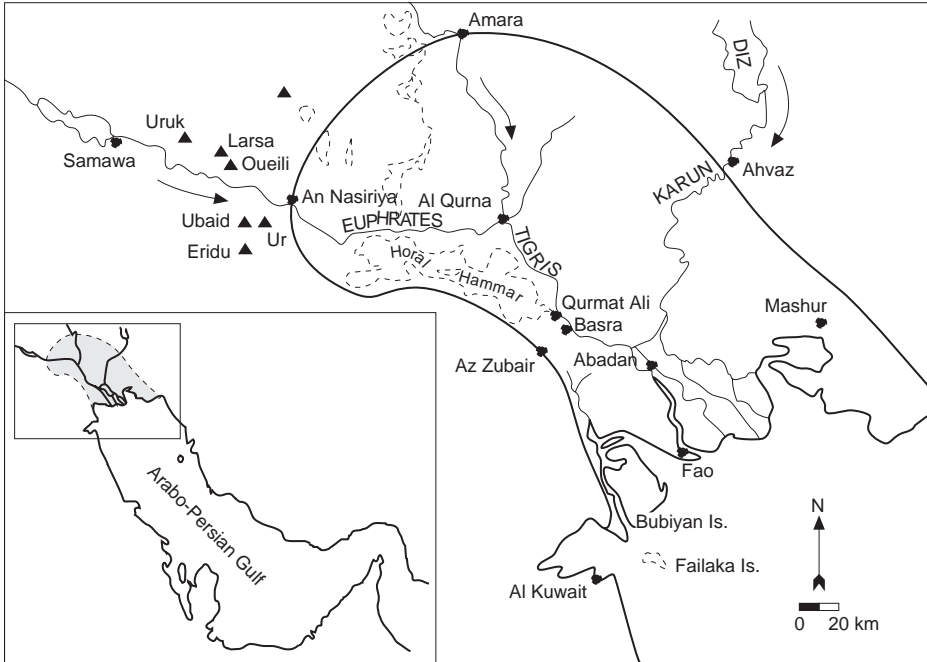 Amara
DIZ
Uruk
Larsa
Samawa
Oueili
KARUN
Ahvaz
An Nasiriya
Al Qurna
Ubaid
EUPHRATES
Ur
Eridu
TIGRIS
Horal
Hammar
Qurmat Ali
Mashur
Basra
Az Zubair
Abadan
Fao
Arabo-Persian Gulf
N
Bubiyan Is.
Failaka Is.
Al Kuwait
0 20 km